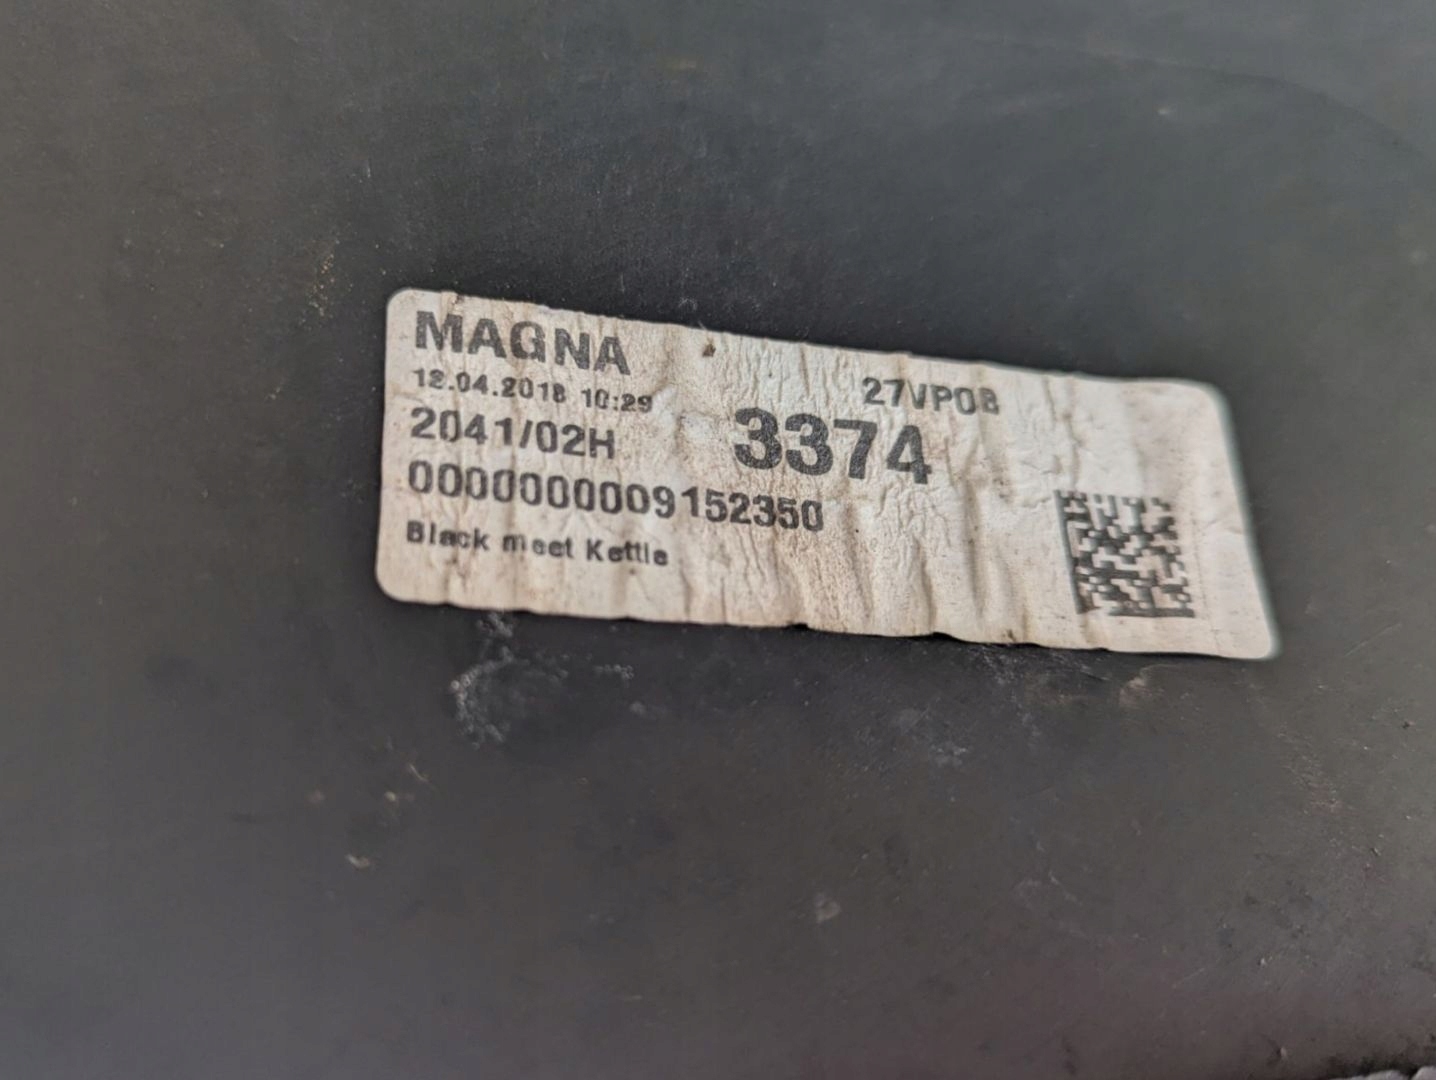 MAGNA
12.04.2018 10:29
27VP08
2041/02H
3374
0000000009152350
Black meet Kettle